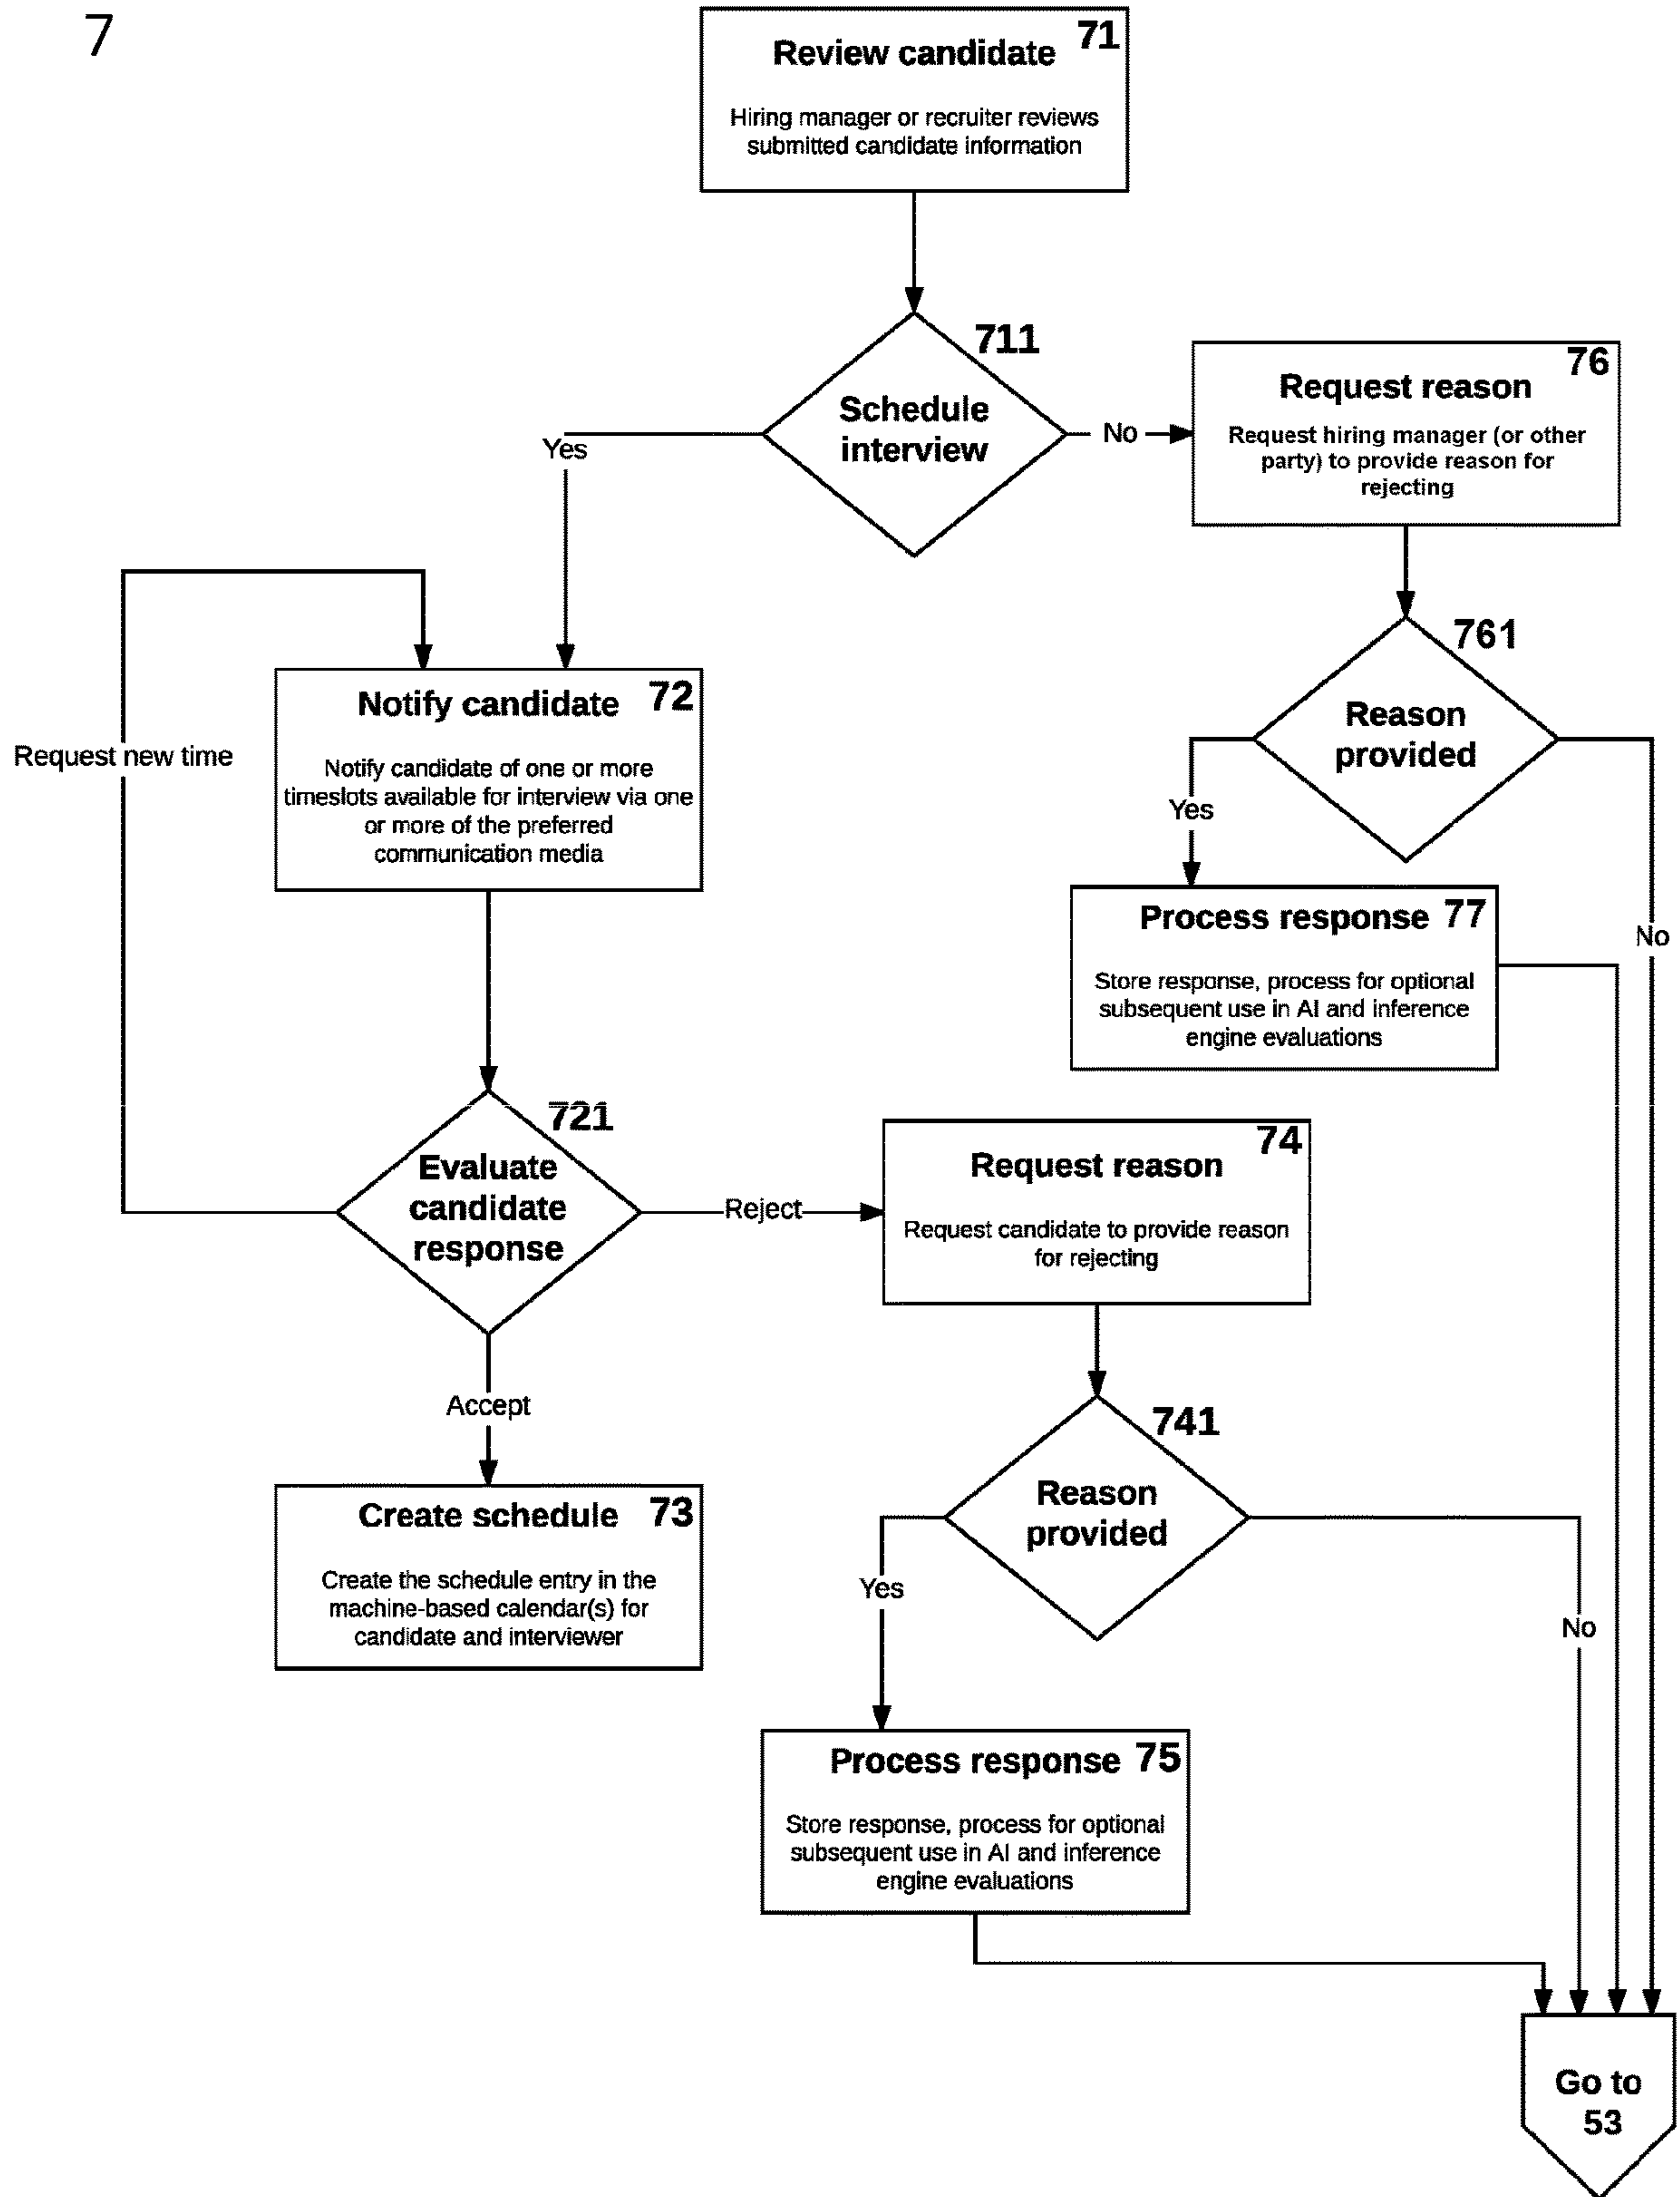 7
Review candidate 71
Hiring manager or recruiter reviews
submitted candidate information
711
Schedule
interview
Yes
No
76
Request reason
Request hiring manager (or other
party) to provide reason for
rejecting
761
Reason
provided
Yes
No
Notify candidate 72
Notify candidate of one or more
timeslots available for interview via one
or more of the preferred
communication media
Request new time
Process response 77
Store response, process for optional
subsequent use in AI and inference
engine evaluations
721
Evaluate
candidate
response
Reject
74
Request reason
Request candidate to provide reason
for rejecting
Accept
741
Reason
provided
Yes
No
Create schedule 73
Create the schedule entry in the
machine-based calendar(s) for
candidate and interviewer
Process response 75
Store response, process for optional
subsequent use in AI and inference
engine evaluations
Go to
53